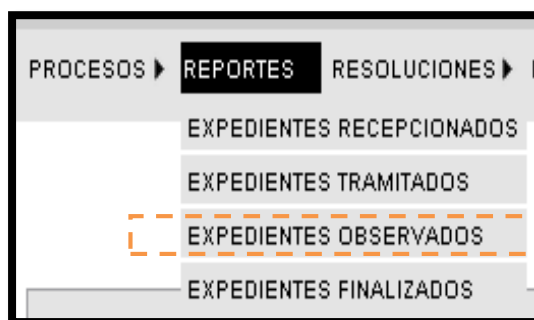 PROCESOS REPORTES RESOLUCIONES
EXPEDIENTES RECEPCIONADOS
EXPEDIENTES TRAMITADOS
EXPEDIENTES OBSERVADOS
EXPEDIENTES FINALIZADOS